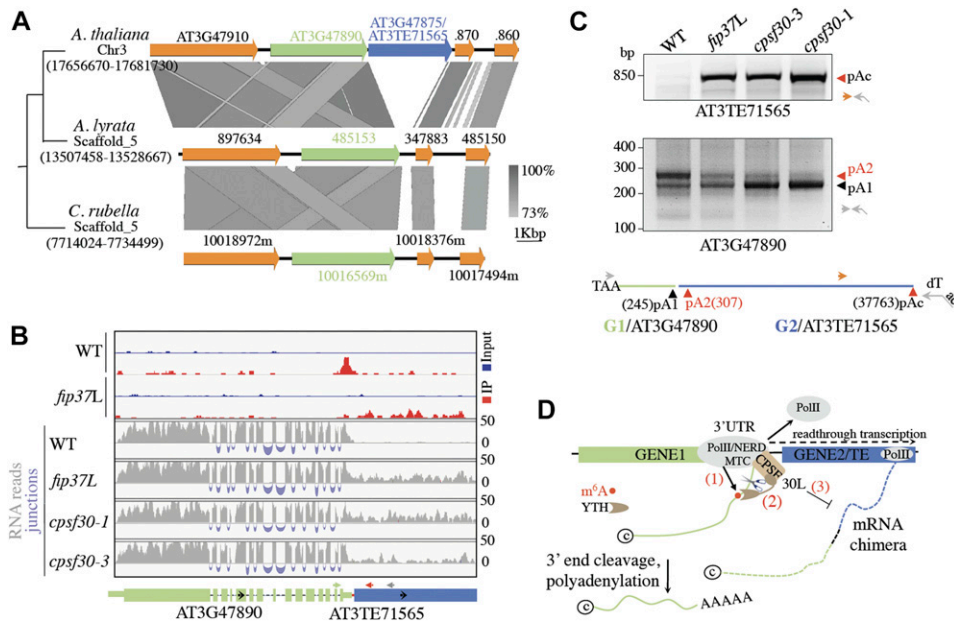 A
A. thaliana
Chr3
(17656670-17681730)
AT3G47910
AT3G47890
AT3G47875/
AT3TE71565
.870
.860
A. lyrata
Scaffold_5
(13507458-13528667)
897634
485153
347883
485150
100%
73%
1Kbp
C. rubella
Scaffold_5
(7714024-7734499)
10018972m
10018376m
10016569m
10017494m
B
WT
fip37L
Input
IP
RNA reads
junctions
WT
fip37L
cpsf30-1
cpsf30-3
50
0
50
0
50
0
50
0
AT3G47890
AT3TE71565
C
bp
WT
fip37L
cpsf30-3
cpsf30-1
850
pAc
AT3TE71565
400
300
200
100
pA2
pA1
AT3G47890
TAA
dT
(245)pA1
pA2(307)
(37763)pAc
G1/AT3G47890
G2/AT3TE71565
D
PolII
3'UTR
readthrough transcription
GENE1
PolII/NERD
MTC
CPSF
GENE2/TE
PolII
(1)
m⁶A
YTH
(2)
30L
(3)
mRNA
chimera
C
C
3' end cleavage,
polyadenylation
C
AAAAA